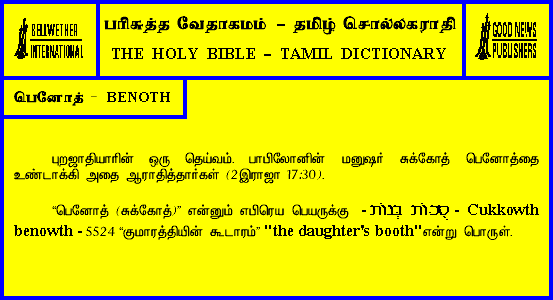 BELLWETHER
INTERNATIONAL
பரிசுத்த வேதாகமம் - தமிழ் சொல்லகராதி
THE HOLY BIBLE - TAMIL DICTIONARY
GOOD NEWS
PUBLISHERS
பெனோத் - BENOTH
புறஜாதியாரின் ஒரு தெய்வம். பாபிலோனின் மனுஷர் சுக்கோத் பெனோத்தை
உண்டாக்கி அதை ஆராதித்தார்கள் (2இராஜா 17:30).
“பெனோத் (சுக்கோத்)” என்னும் எபிரெய பெயருக்கு - סֻכּוֹת בְּנוֹת - Cukkowth
benowth - 5524 “குமாரத்தியின் கூடாரம்” "the daughter's booth" என்று பொருள்.